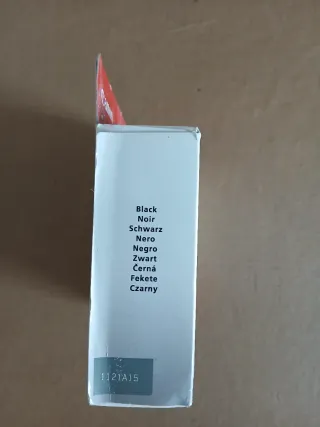 Black
Noir
Schwarz
Nero
Negro
Zwart
Černá
Fekete
Czarny
1121A15